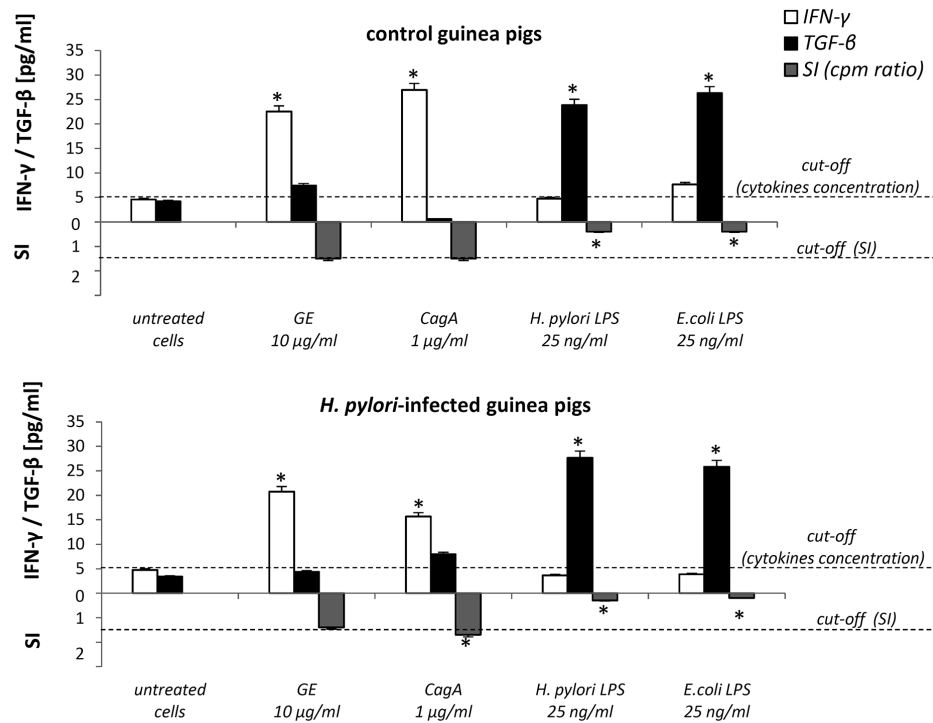 IFN-γ
TGF-β
SI (cpm ratio)
control guinea pigs
IFN-γ / TGF-β [pg/ml]
SI
35
30
25
20
15
10
5
0
1
2
* * * *
* *
cut-off
(cytokines concentration)
cut-off (SI)
untreated
cells
GE
10 μg/ml
CagA
1 μg/ml
H. pylori LPS
25 ng/ml
E.coli LPS
25 ng/ml
H. pylori-infected guinea pigs
IFN-γ / TGF-β [pg/ml]
SI
35
30
25
20
15
10
5
0
1
2
* * * *
* * *
cut-off
(cytokines concentration)
cut-off (SI)
untreated
cells
GE
10 μg/ml
CagA
1 μg/ml
H. pylori LPS
25 ng/ml
E.coli LPS
25 ng/ml